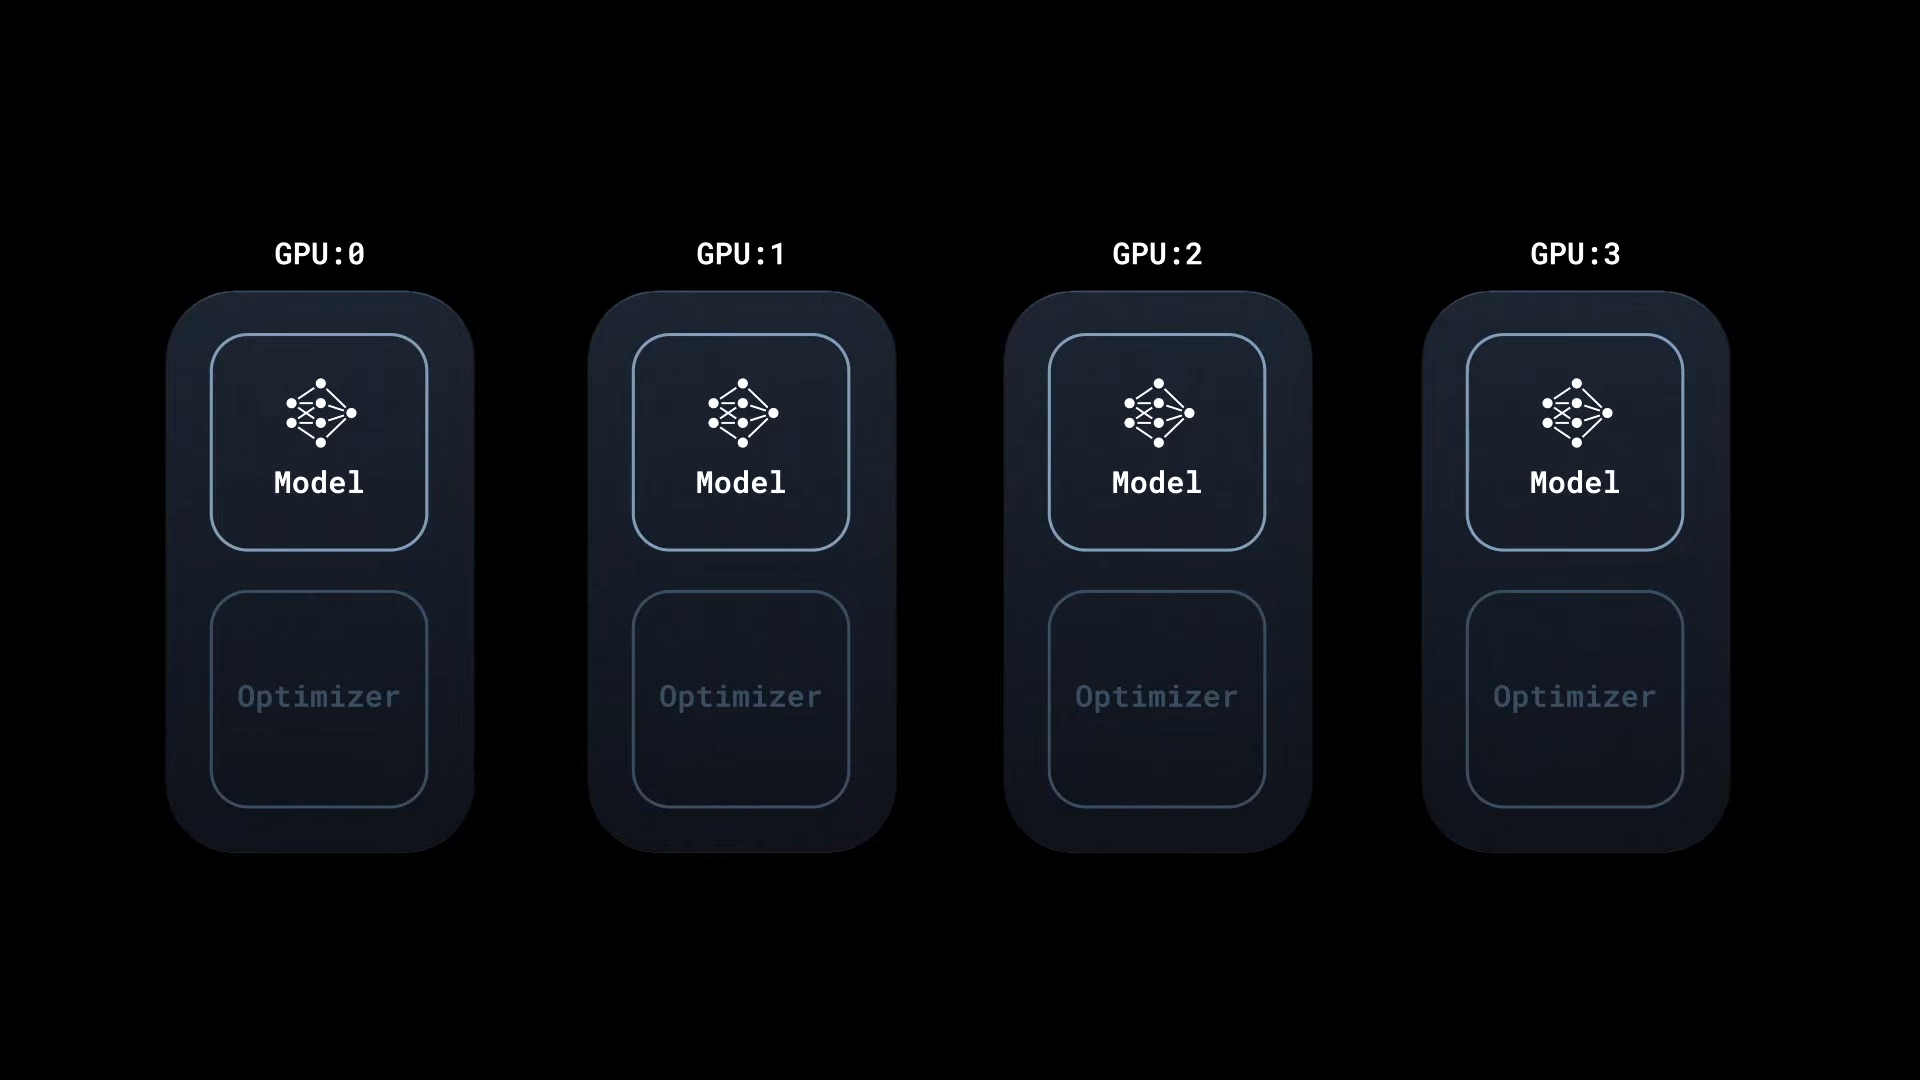 GPU:0
GPU:1
GPU:2
GPU:3
Model
Model
Model
Model
Optimizer
Optimizer
Optimizer
Optimizer